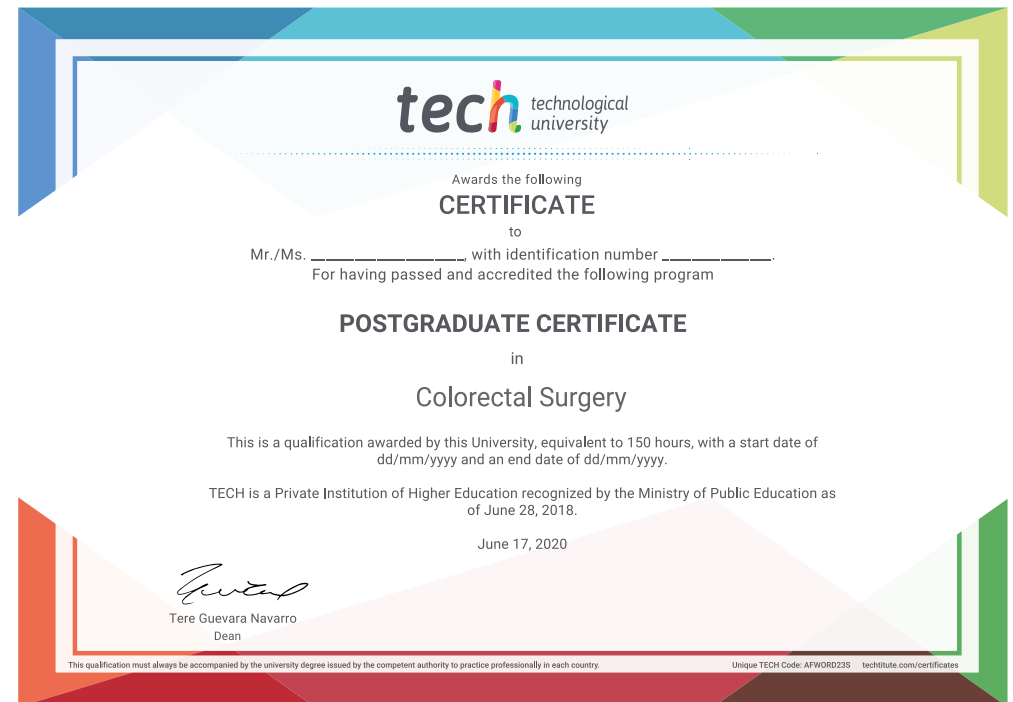 tech technological
university
Awards the following
CERTIFICATE
to
Mr./Ms. __________________, with identification number _____________.
For having passed and accredited the following program
POSTGRADUATE CERTIFICATE
in
Colorectal Surgery
This is a qualification awarded by this University, equivalent to 150 hours, with a start date of
dd/mm/yyyy and an end date of dd/mm/yyyy.
TECH is a Private Institution of Higher Education recognized by the Ministry of Public Education as
of June 28, 2018.
June 17, 2020
Tere Guevara Navarro
Dean
This qualification must always be accompanied by the university degree issued by the competent authority to practice professionally in each country.
Unique TECH Code: AFWORD23S techtitute.com/certificates